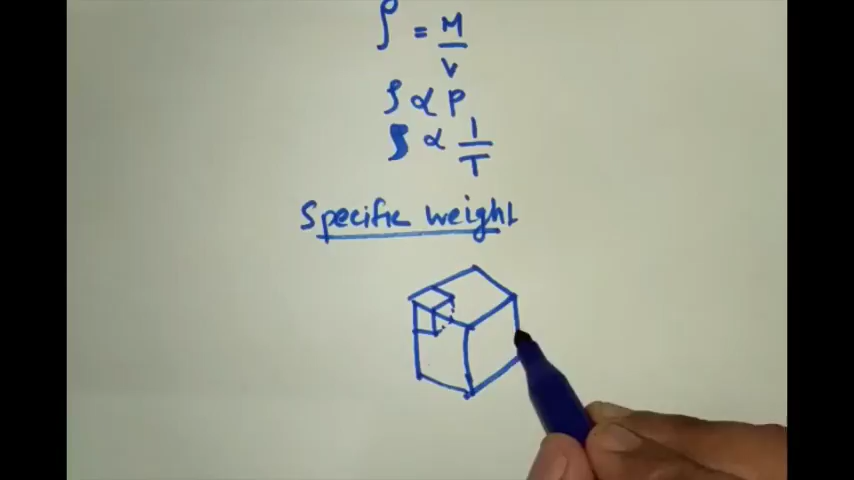 ρ = M/V
ρ ∝ P
ρ ∝ 1/T
Specific weight